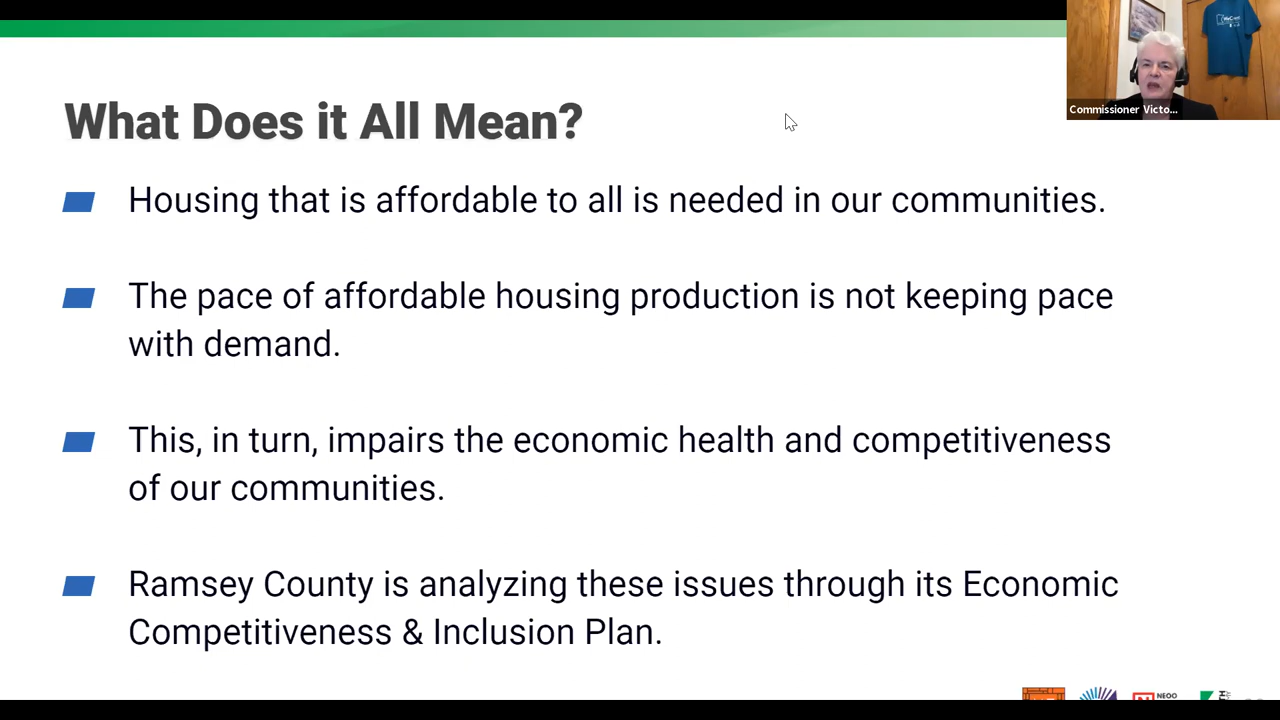 What Does it All Mean?
Commissioner Victo...
Housing that is affordable to all is needed in our communities.
The pace of affordable housing production is not keeping pace
with demand.
This, in turn, impairs the economic health and competitiveness
of our communities.
Ramsey County is analyzing these issues through its Economic
Competitiveness & Inclusion Plan.
NEOO